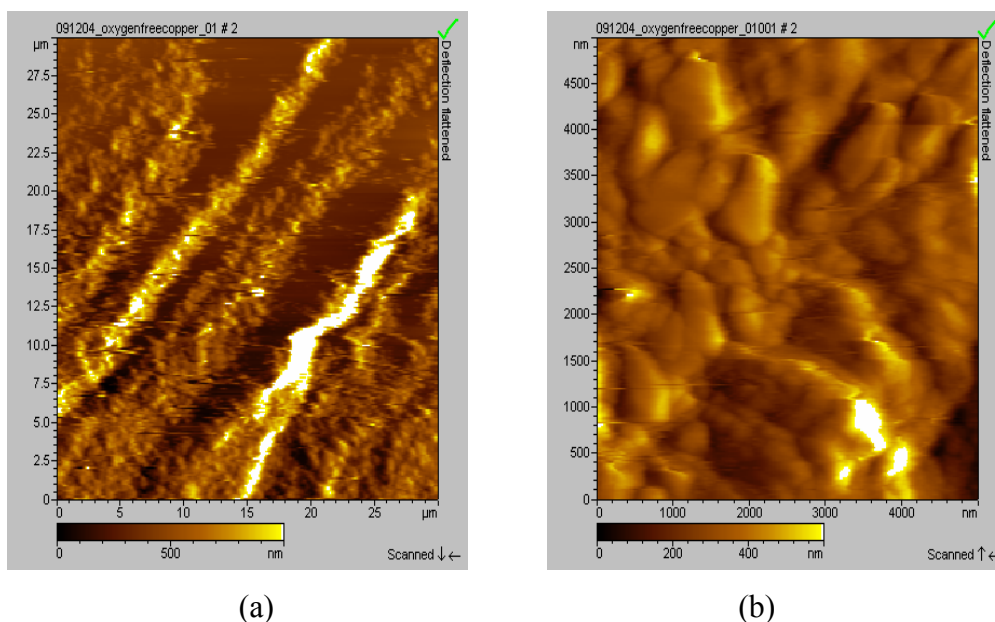 091204_oxygenfreecopper_01 # 2
µm
27.5
25.0
22.5
20.0
17.5
15.0
12.5
10.0
7.5
5.0
2.5
0
0 5 10 15 20 25 µm
Deflection flattened
0 500 nm
Scanned ↓←
(a)
091204_oxygenfreecopper_01001 # 2
nm
4500
4000
3500
3000
2500
2000
1500
1000
500
0
0 1000 2000 3000 4000 nm
Deflection flattened
0 200 400 nm
Scanned ↑←
(b)